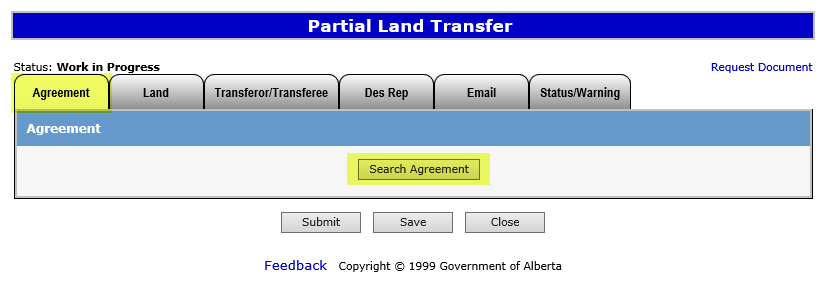 Partial Land Transfer
Status: Work in Progress Request Document
Agreement Land Transferor/Transferee Des Rep Email Status/Warning
Agreement
Search Agreement
Submit Save Close
Feedback Copyright © 1999 Government of Alberta